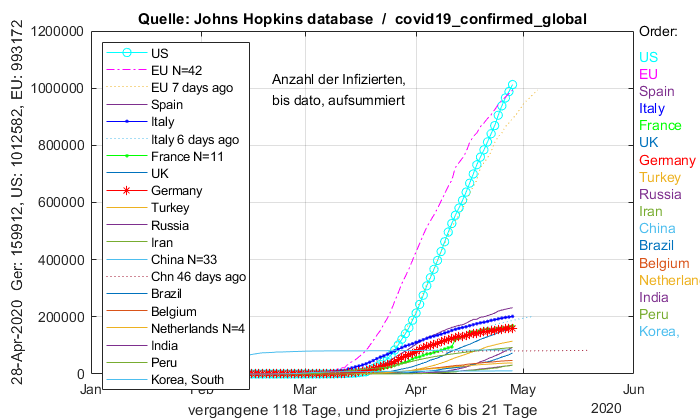 Quelle: Johns Hopkins database / covid19_confirmed_global
28-Apr-2020 Ger: 159912, US: 1012582, EU: 993172
1200000
1000000
800000
600000
400000
200000
0
US
EU N=42
EU 7 days ago
Spain
Italy
Italy 6 days ago
France N=11
UK
Germany
Turkey
Russia
Iran
China N=33
Chn 46 days ago
Brazil
Belgium
Netherlands N=4
India
Peru
Korea, South
Anzahl der Infizierten,
bis dato, aufsummiert
Order:
US
EU
Spain
Italy
France
UK
Germany
Turkey
Russia
Iran
China
Brazil
Belgium
Netherlan
India
Peru
Korea,
Jan Feb Mar Apr May Jun
vergangene 118 Tage, und projizierte 6 bis 21 Tage 2020